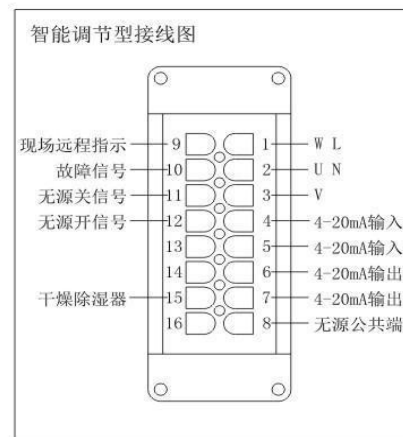 智能调节型接线图
现场远程指示 9 1 W L
故障信号 10 2 U N
无源关信号 11 3 V
无源开信号 12 4 4-20mA输入
13 5 4-20mA输入
14 6 4-20mA输出
干燥除湿器 15 7 4-20mA输出
16 8 无源公共端